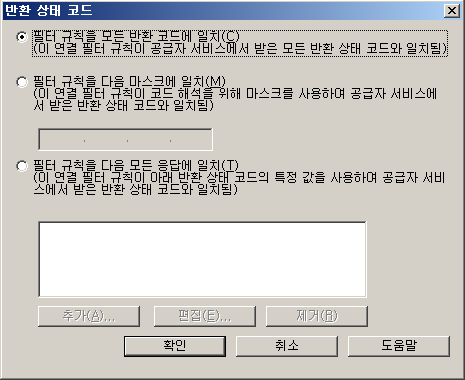 반환 상태 코드
필터 규칙을 모든 반환 코드에 일치(C)
(이 연결 필터 규칙이 공급자 서비스에서 받은 모든 반환 상태 코드와 일치됨)
필터 규칙을 다음 마스크에 일치(M)
(이 연결 필터 규칙이 코드 해석을 위해 마스크를 사용하여 공급자 서비스에
서 받은 반환 상태 코드와 일치됨)
. . .
필터 규칙을 다음 모든 응답에 일치(T)
(이 연결 필터 규칙이 아래 반환 상태 코드의 특정 값을 사용하여 공급자 서비
스에서 받은 반환 상태 코드와 일치됨)
추가(A)... 편집(E)... 제거(R)
확인 취소 도움말